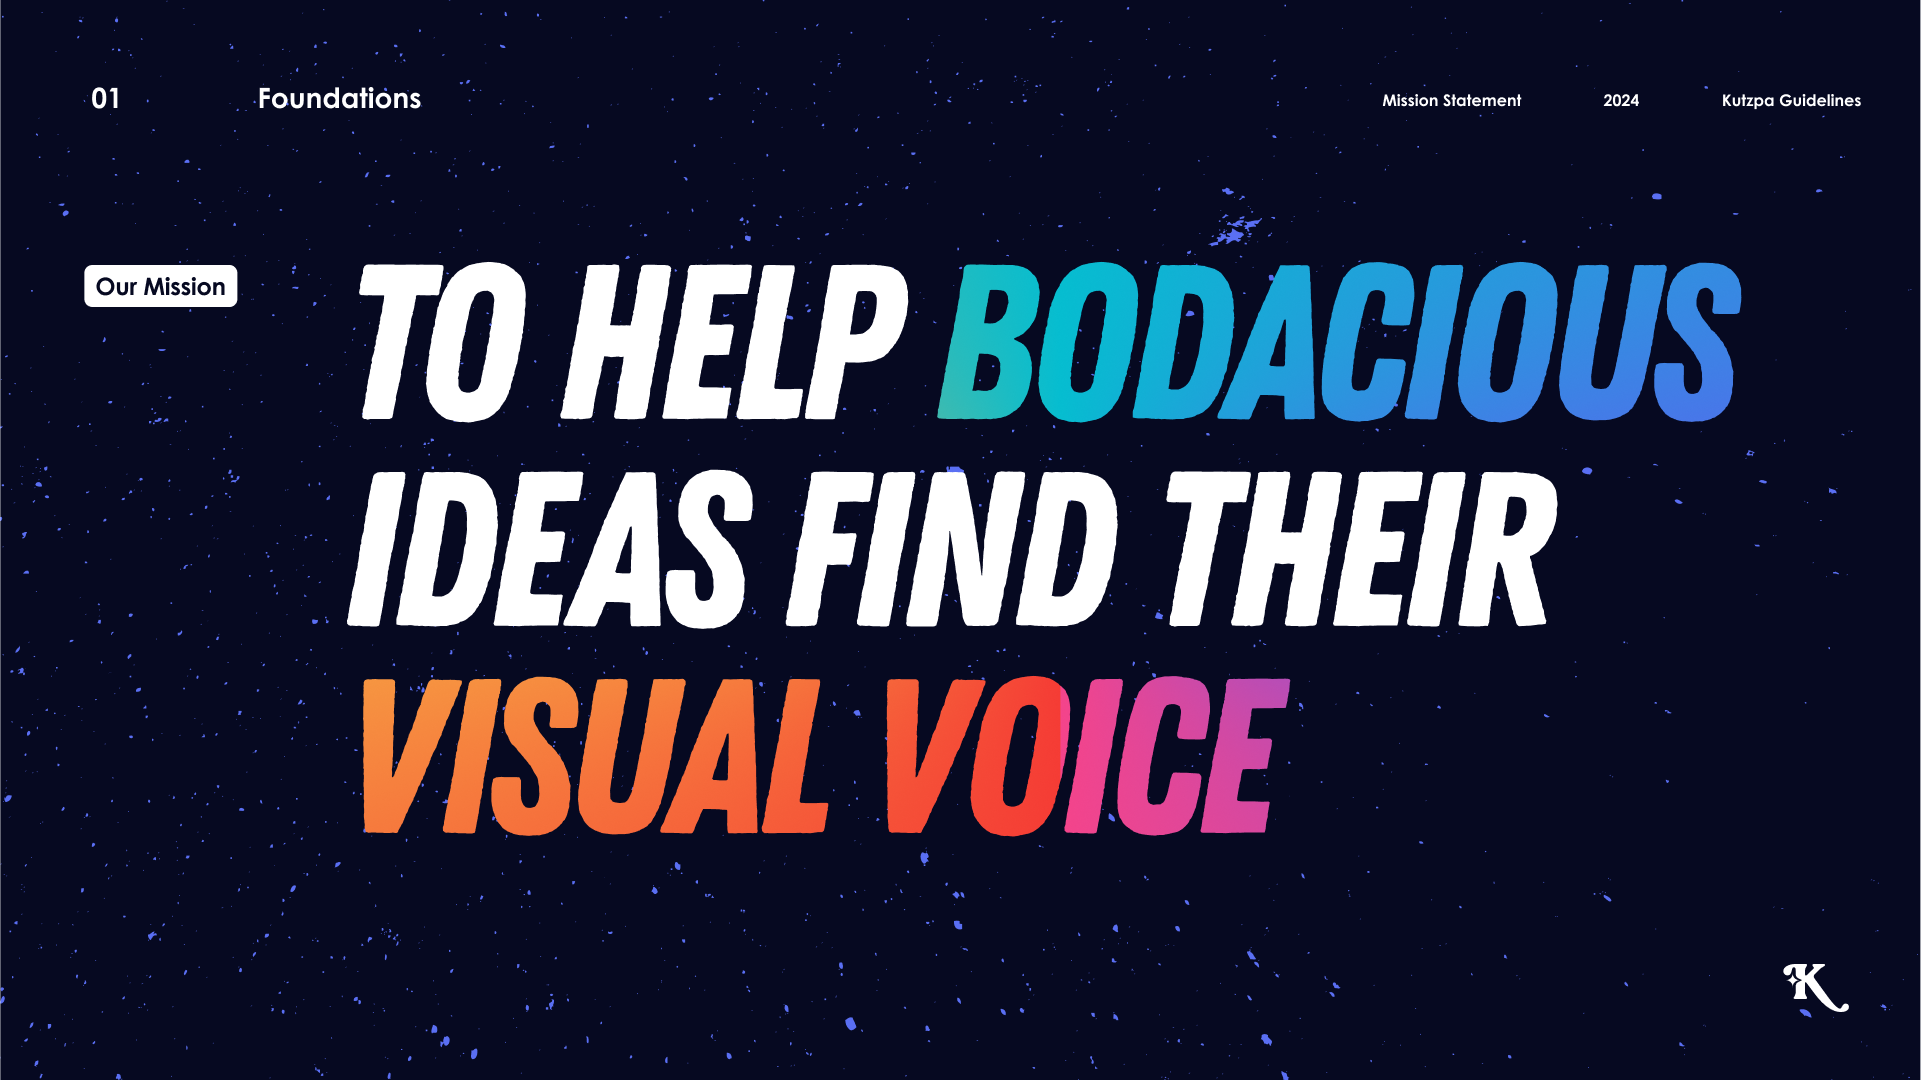 01 Foundations Mission Statement 2024 Kutzpa Guidelines
Our Mission
TO HELP BODACIOUS
IDEAS FIND THEIR
VISUAL VOICE
K